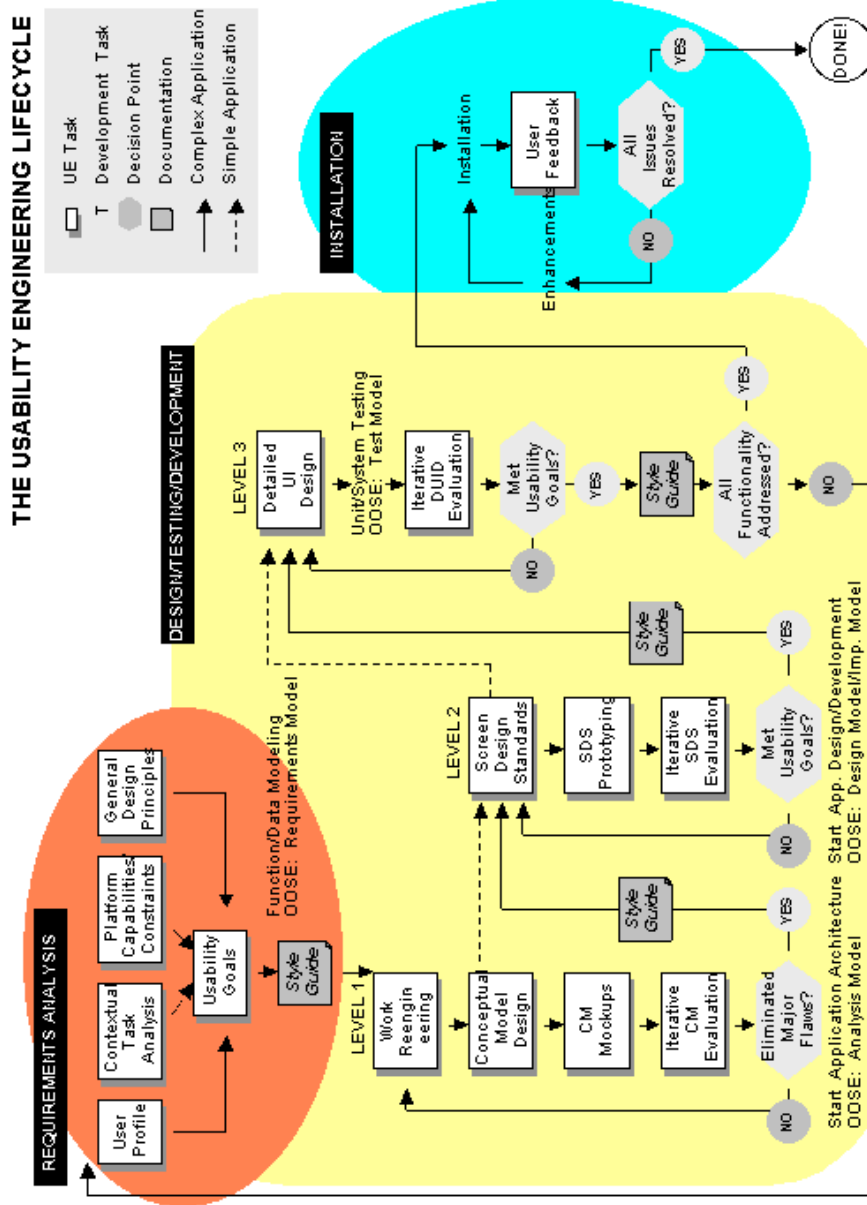 THE USABILITY ENGINEERING LIFECYCLE
UE Task
T Development Task
Decision Point
Documentation
Complex Application
Simple Application
REQUIREMENTS ANALYSIS
User
Profile
Contextual
Task
Analysis
Platform
Capabilities/
Constraints
General
Design
Principles
Usability
Goals
Style
Guide
Function/Data Modeling
OOSE: Requirements Model
DESIGN/TESTING/DEVELOPMENT
LEVEL 1
Work
Reengin
eering
Conceptual
Model
Design
CM
Mockups
Iterative
CM
Evaluation
Eliminated
Major
Flaws?
NO
YES
Style
Guide
Start Application Architecture
OOSE: Analysis Model
LEVEL 2
Screen
Design
Standards
SDS
Prototyping
Iterative
SDS
Evaluation
Met
Usability
Goals?
NO
YES
Style
Guide
Start App. Design/Development
OOSE: Design Model/Imp. Model
LEVEL 3
Detailed
UI
Design
Unit/System Testing
OOSE: Test Model
Iterative
DUID
Evaluation
Met
Usability
Goals?
NO
YES
Style
Guide
All
Functionality
Addressed?
NO
YES
INSTALLATION
Installation
User
Feedback
All
Issues
Resolved?
NO
Enhancements
YES
DONE!